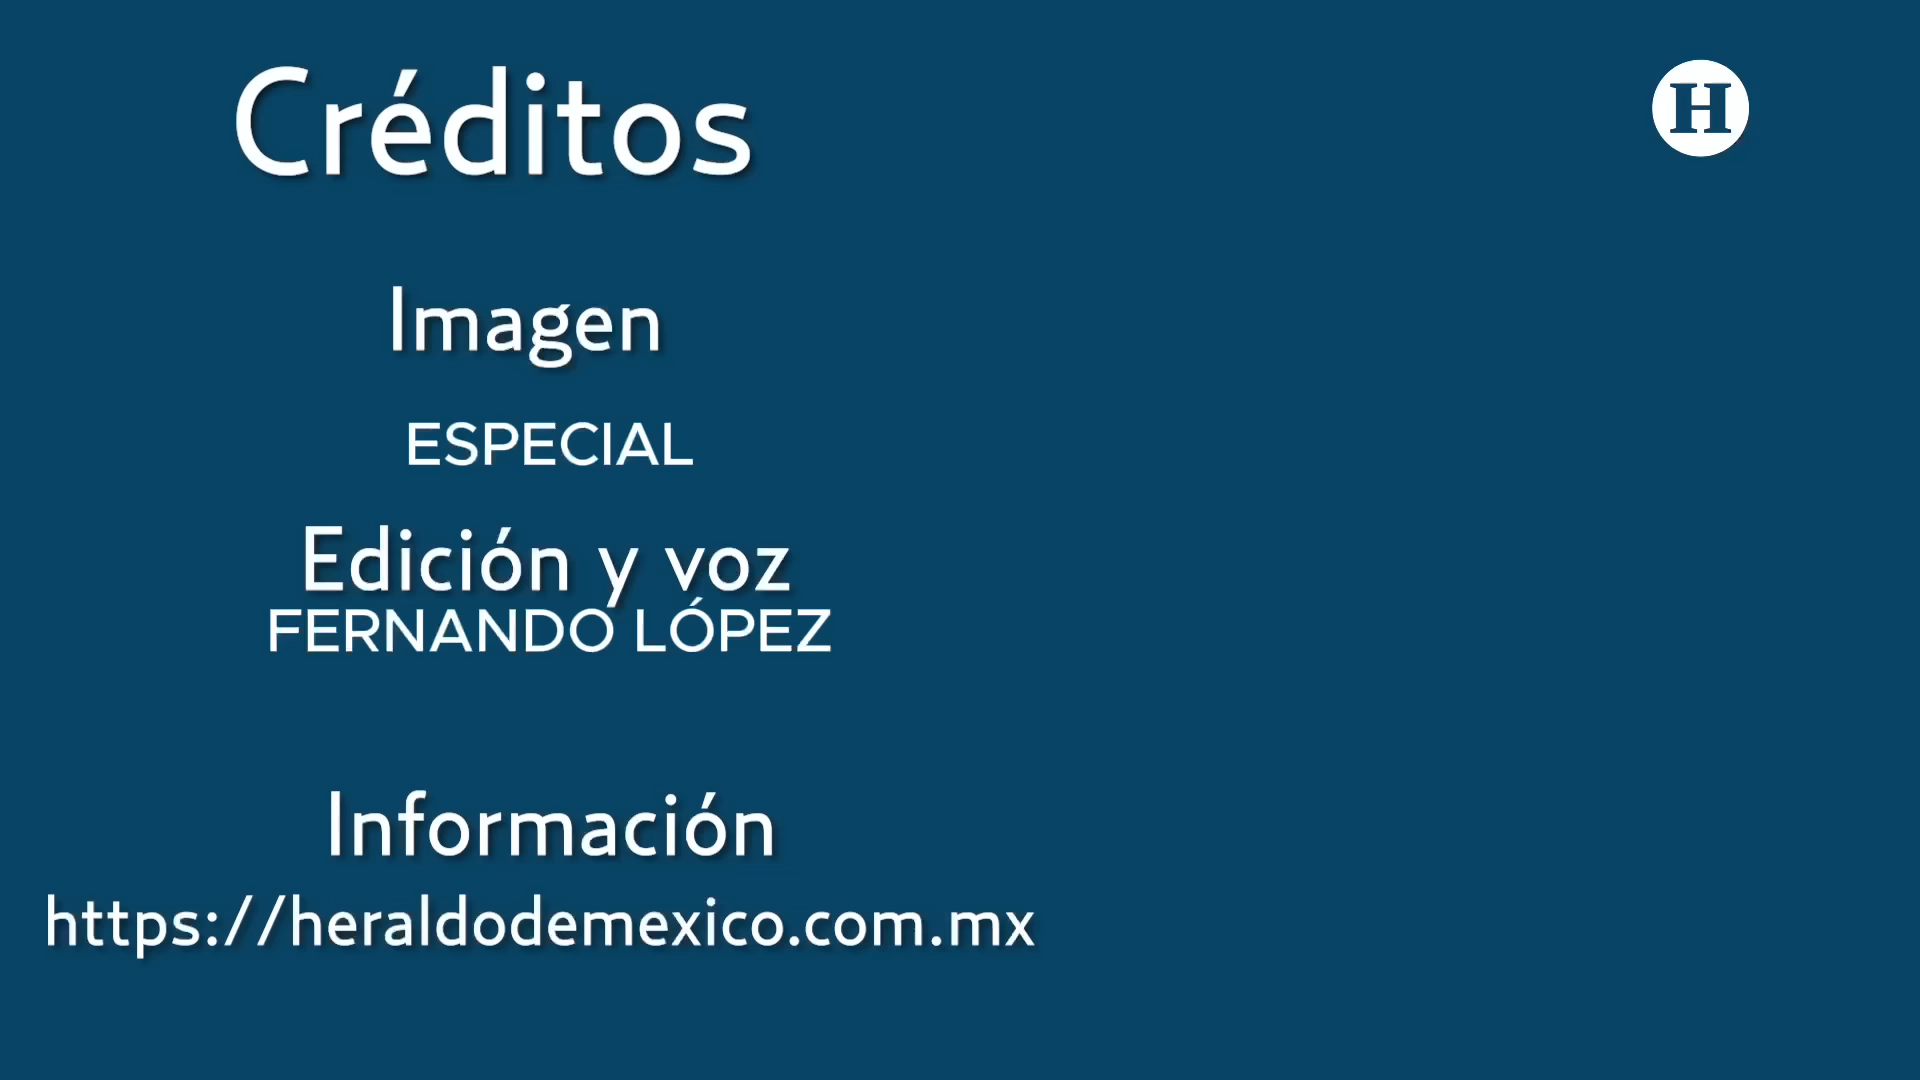 Créditos
H
Imagen
ESPECIAL
Edición y voz
FERNANDO LÓPEZ
Información
https://heraldodemexico.com.mx